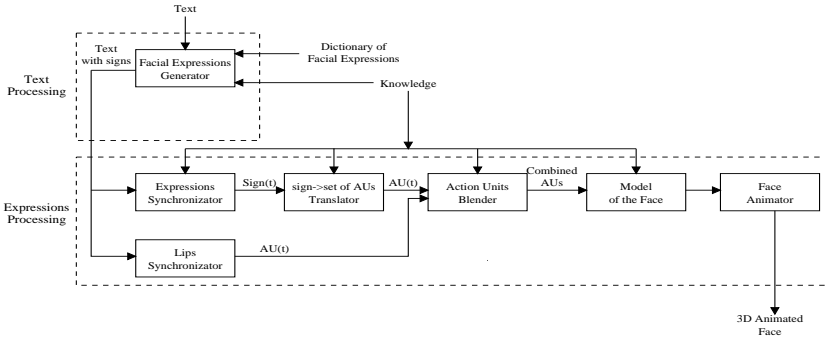 Text
Text
with signs
Facial Expressions
Generator
Dictionary of
Facial Expressions
Knowledge
Text
Processing
Expressions
Processing
Expressions
Synchronizator
Sign(t)
sign->set of AUs
Translator
AU(t)
Action Units
Blender
Combined
AUs
Model
of the Face
Face
Animator
Lips
Synchronizator
AU(t)
3D Animated
Face